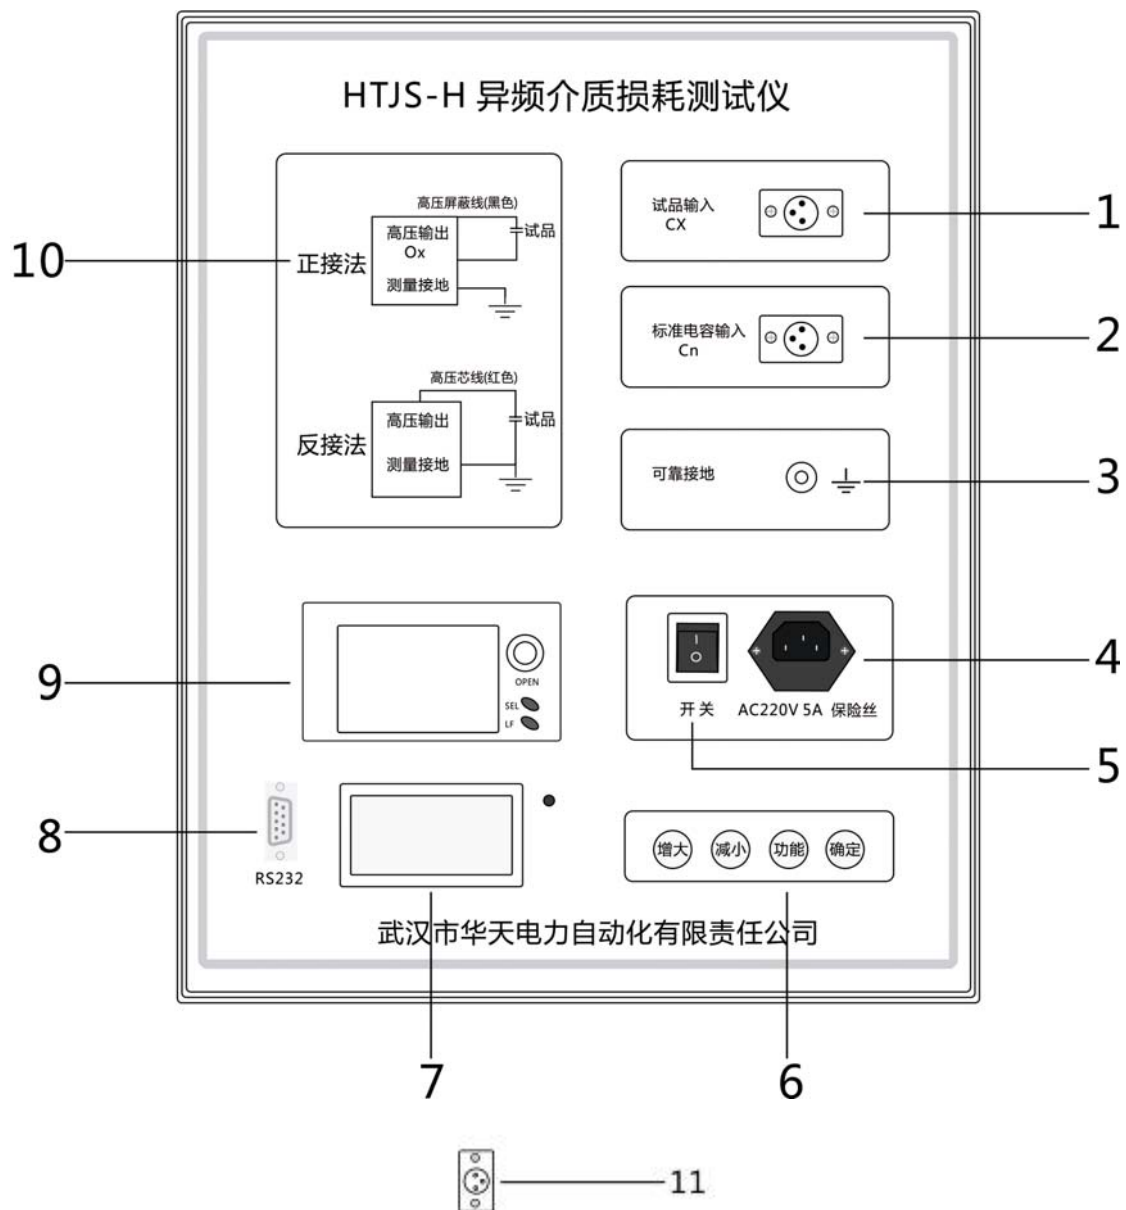 HTJS-H 异频介质损耗测试仪
高压屏蔽线(黑色)
正接法
高压输出
Ox
测量接地
试品
10
高压芯线(红色)
反接法
高压输出
测量接地
试品
试品输入
CX
1
标准电容输入
Cn
2
可靠接地
3
9
OPEN
SEL
LF
I
O
开关
AC220V 5A 保险丝
4
5
8
RS232
增大 减小 功能 确定
武汉市华天电力自动化有限责任公司
7
6
11